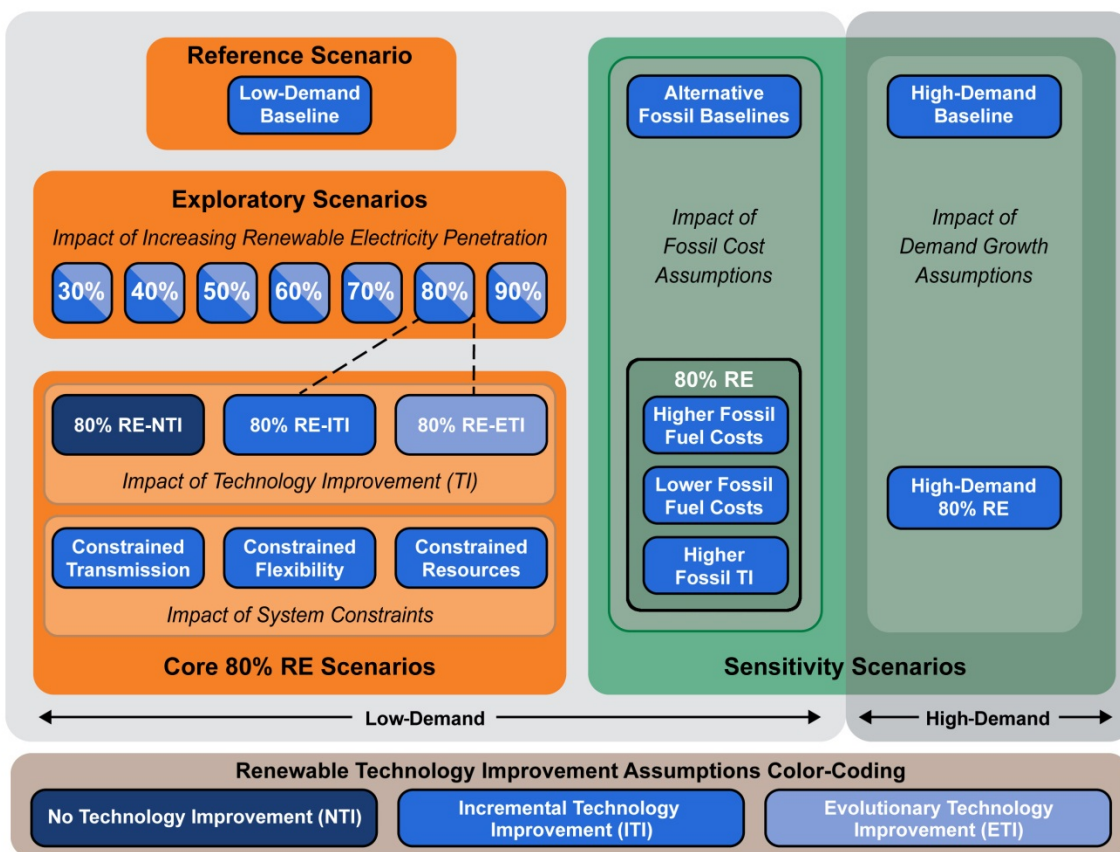 Reference Scenario
Low-Demand
Baseline
Exploratory Scenarios
Impact of Increasing Renewable Electricity Penetration
30% 40% 50% 60% 70% 80% 90%
80% RE-NTI 80% RE-ITI 80% RE-ETI
Impact of Technology Improvement (TI)
Constrained
Transmission
Constrained
Flexibility
Constrained
Resources
Impact of System Constraints
Core 80% RE Scenarios
Alternative
Fossil Baselines
Impact of
Fossil Cost
Assumptions
80% RE
Higher Fossil
Fuel Costs
Lower Fossil
Fuel Costs
Higher
Fossil TI
High-Demand
Baseline
Impact of
Demand Growth
Assumptions
High-Demand
80% RE
Sensitivity Scenarios
Low-Demand
High-Demand
Renewable Technology Improvement Assumptions Color-Coding
No Technology Improvement (NTI)
Incremental Technology
Improvement (ITI)
Evolutionary Technology
Improvement (ETI)